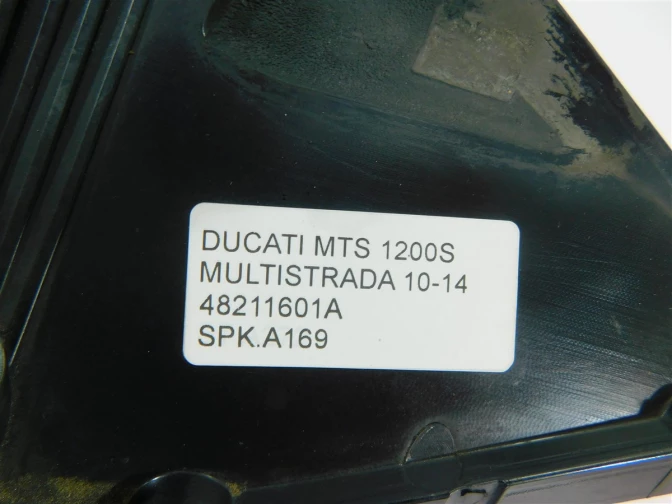 DUCATI MTS 1200S
MULTISTRADA 10-14
48211601A
SPK.A169